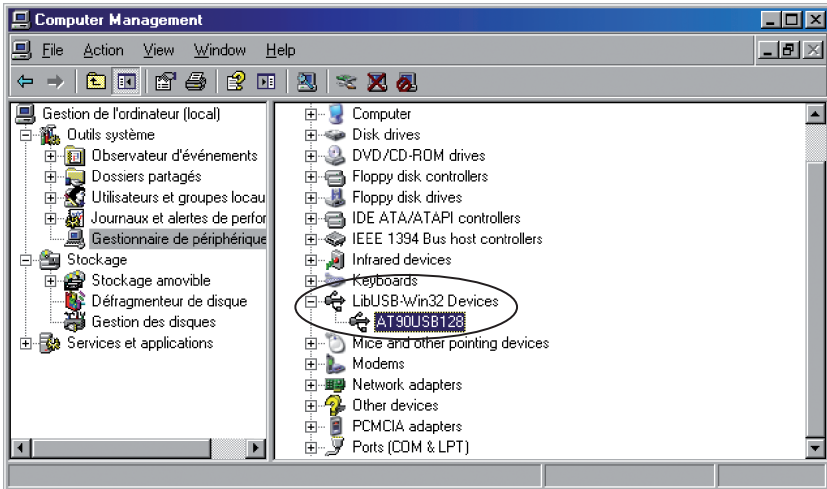 Computer Management
File Action View Window Help
Gestion de l'ordinateur (local)
Outils système
Observateur d'événements
Dossiers partagés
Utilisateurs et groupes locau
Journaux et alertes de perfor
Gestionnaire de périphérique
Stockage
Stockage amovible
Défragmenteur de disque
Gestion des disques
Services et applications
Computer
Disk drives
DVD/CD-ROM drives
Floppy disk controllers
Floppy disk drives
IDE ATA/ATAPI controllers
IEEE 1394 Bus host controllers
Infrared devices
Keyboards
LibUSB-Win32 Devices
AT90USB128
Mice and other pointing devices
Modems
Network adapters
Other devices
PCMCIA adapters
Ports (COM & LPT)